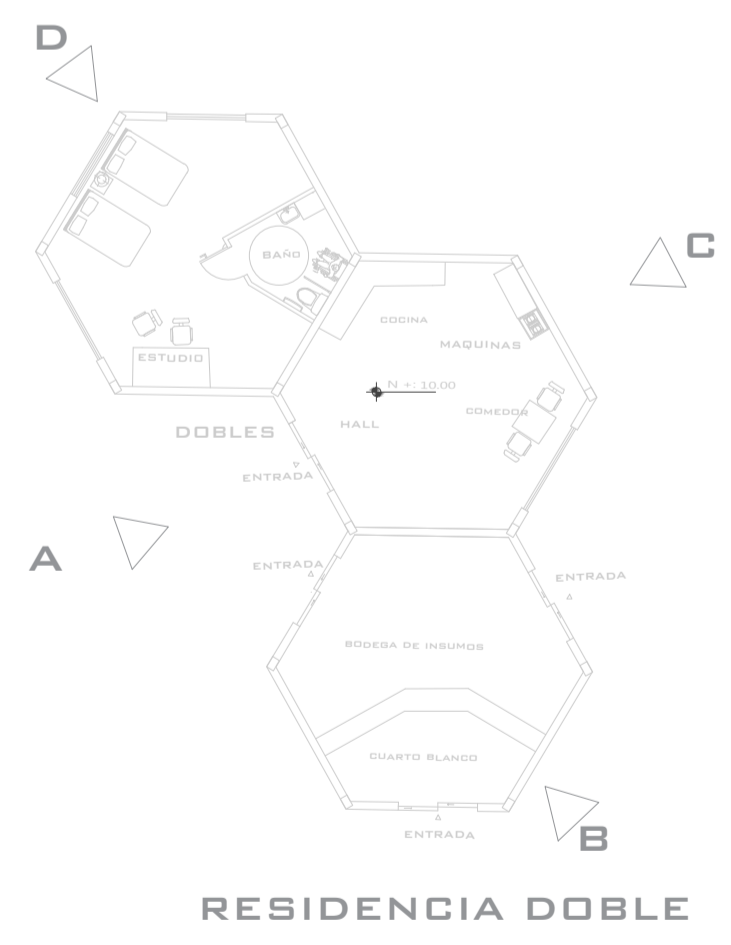 D
C
BAÑO
COCINA
MAQUINAS
ESTUDIO
N +: 10.00
COMEDOR
HALL
DOBLES
ENTRADA
A
ENTRADA
ENTRADA
BODEGA DE INSUMOS
CUARTO BLANCO
ENTRADA
B
RESIDENCIA DOBLE